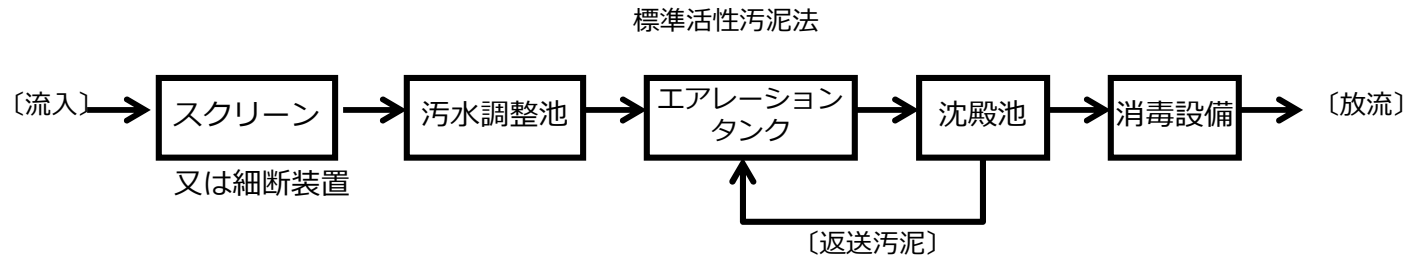 標準活性汚泥法
〔流入〕
スクリーン
又は細断装置
汚水調整池
エアレーション
タンク
沈殿池
消毒設備
〔放流〕
〔返送汚泥〕